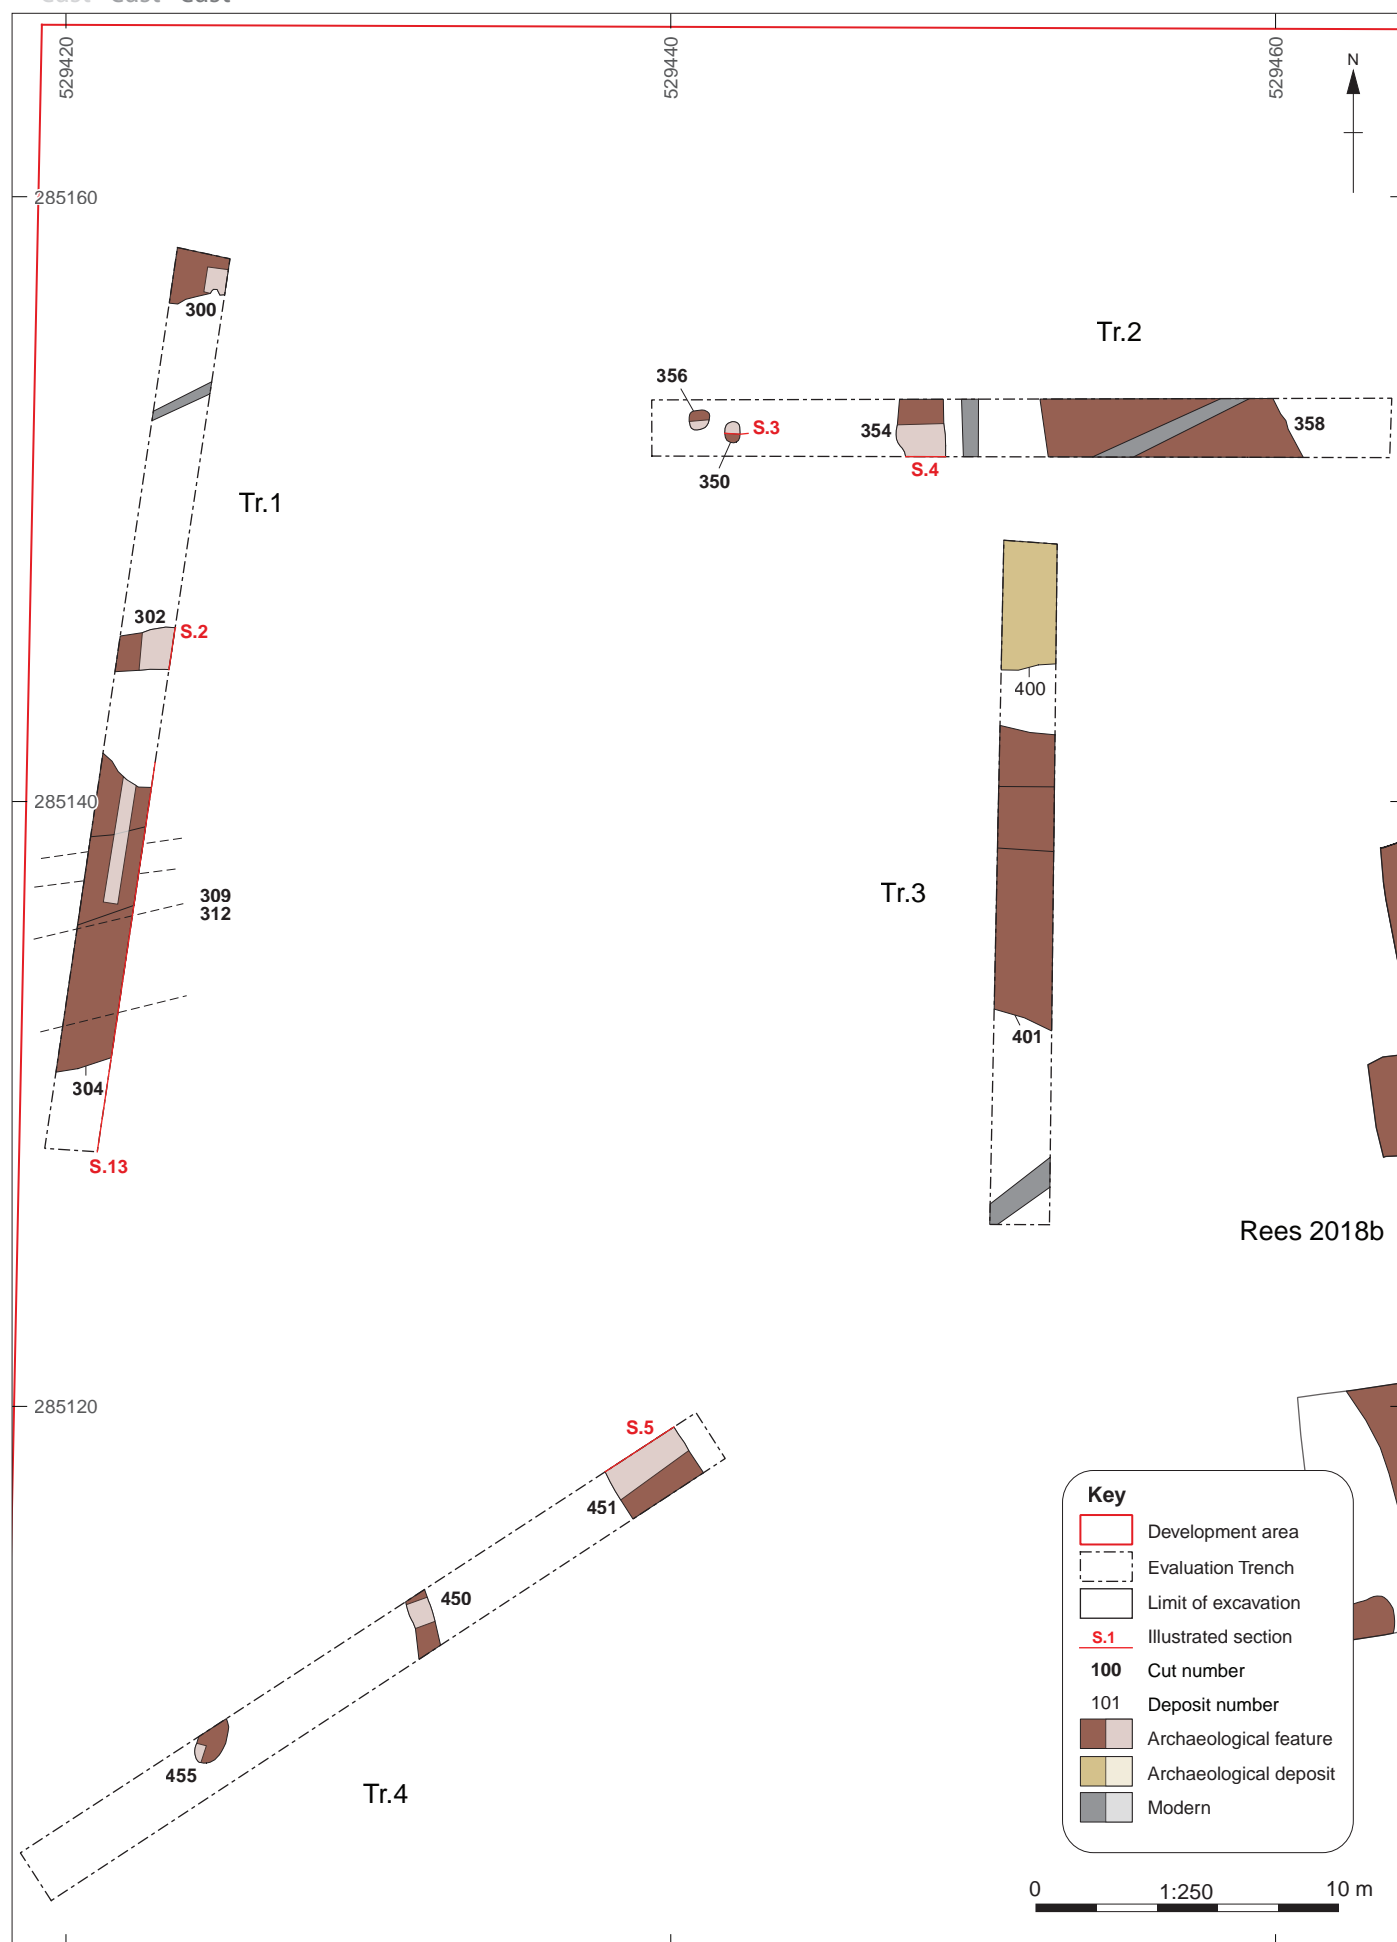 East East East
529420
529440
529460
N
285160
300
Tr.2
356
S.3
354
358
350
S.4
Tr.1
302
S.2
400
285140
Tr.3
309
312
401
304
S.13
Rees 2018b
285120
S.5
451
450
455
Tr.4
Key
Development area
Evaluation Trench
Limit of excavation
S.1 Illustrated section
100 Cut number
101 Deposit number
Archaeological feature
Archaeological deposit
Modern
0 1:250 10 m